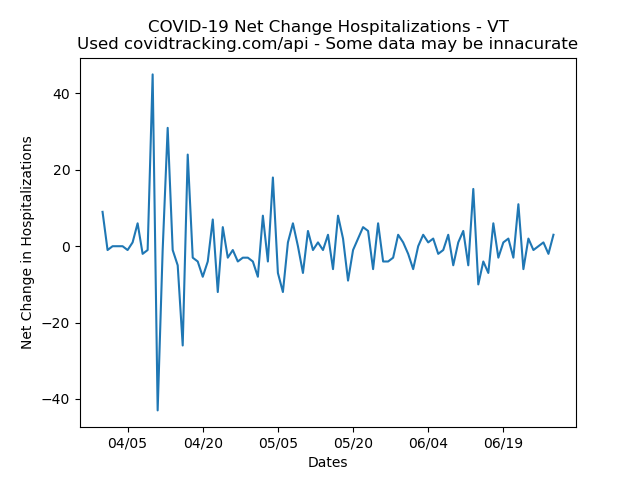 COVID-19 Net Change Hospitalizations - VT
Used covidtracking.com/api - Some data may be innacurate
Net Change in Hospitalizations
40
20
0
−20
−40
04/05
04/20
05/05
05/20
06/04
06/19
Dates